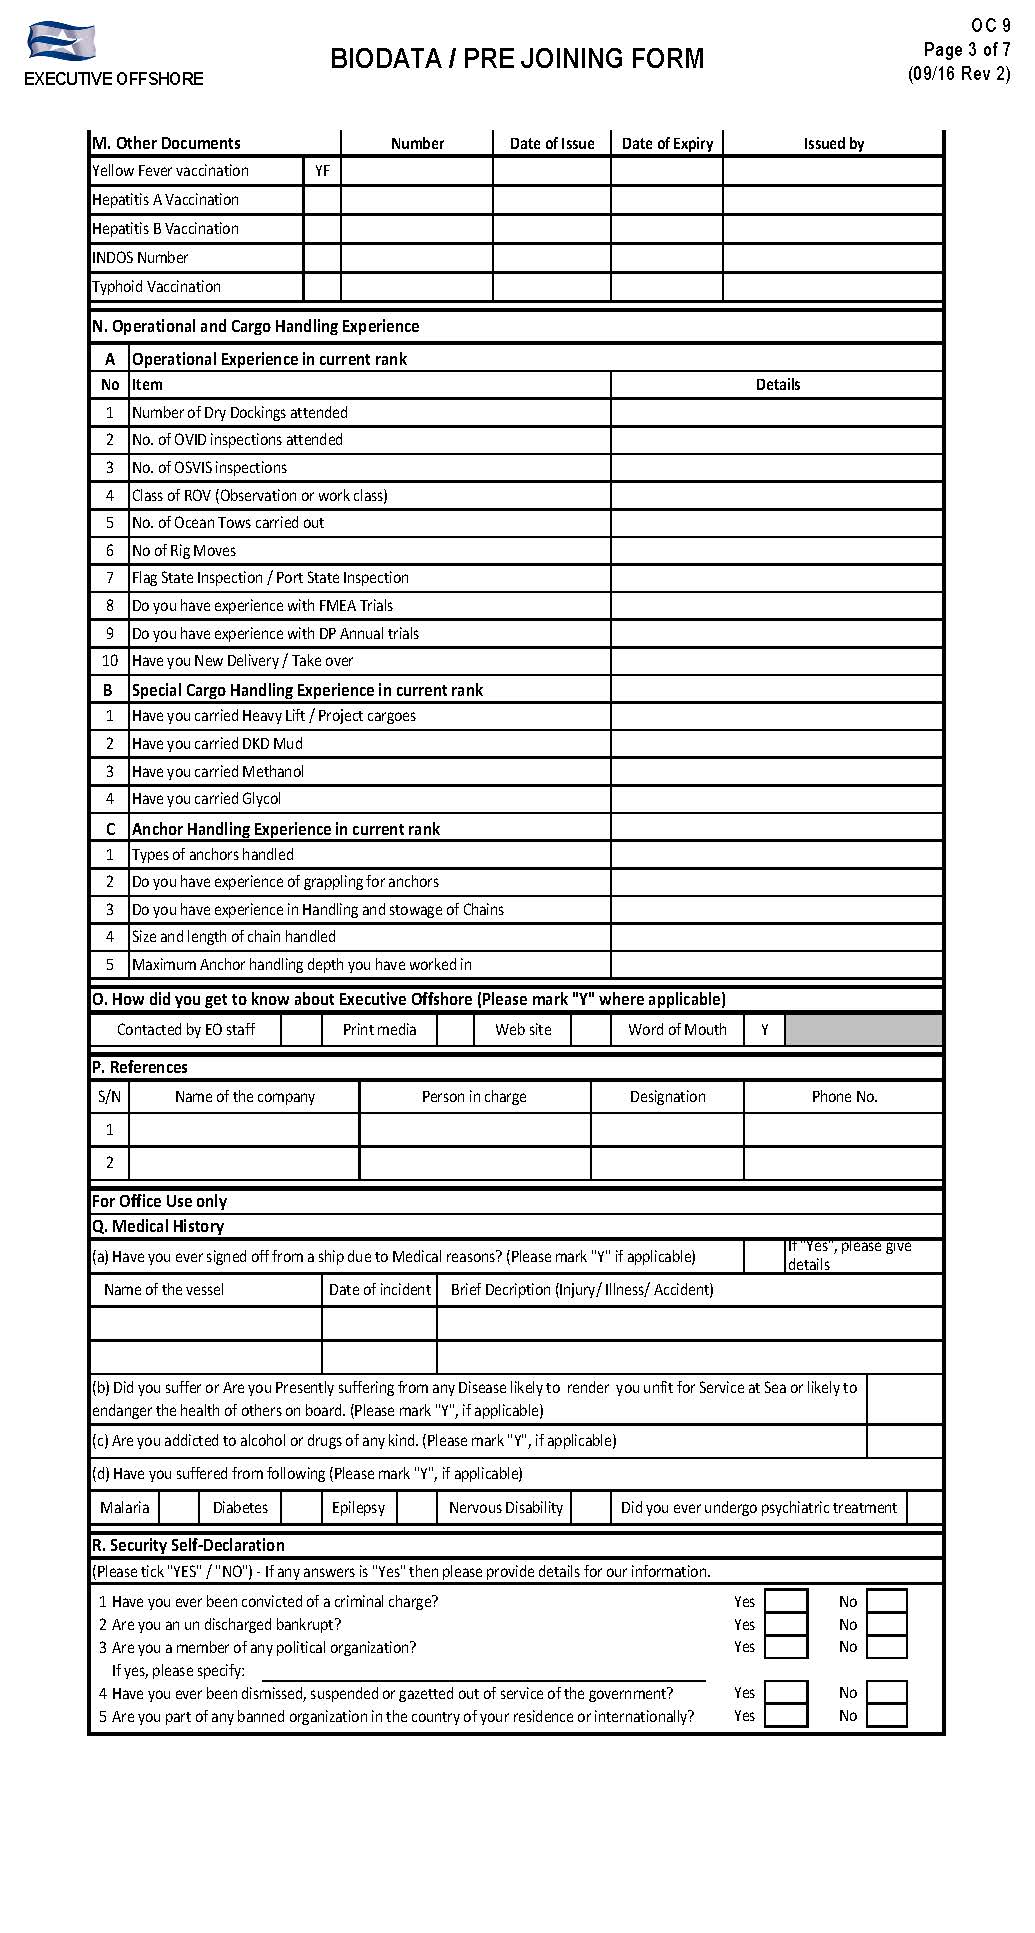 EXECUTIVE OFFSHORE
BIODATA / PRE JOINING FORM
OC 9
Page 3 of 7
(09/16 Rev 2)
M. Other Documents Number Date of Issue Date of Expiry Issued by
Yellow Fever vaccination YF
Hepatitis A Vaccination
Hepatitis B Vaccination
INDOS Number
Typhoid Vaccination
N. Operational and Cargo Handling Experience
A Operational Experience in current rank
No Item Details
1 Number of Dry Dockings attended
2 No. of OVID inspections attended
3 No. of OSVIS inspections
4 Class of ROV (Observation or work class)
5 No. of Ocean Tows carried out
6 No of Rig Moves
7 Flag State Inspection / Port State Inspection
8 Do you have experience with FMEA Trials
9 Do you have experience with DP Annual trials
10 Have you New Delivery / Take over
B Special Cargo Handling Experience in current rank
1 Have you carried Heavy Lift / Project cargoes
2 Have you carried DKD Mud
3 Have you carried Methanol
4 Have you carried Glycol
C Anchor Handling Experience in current rank
1 Types of anchors handled
2 Do you have experience of grappling for anchors
3 Do you have experience in Handling and stowage of Chains
4 Size and length of chain handled
5 Maximum Anchor handling depth you have worked in
O. How did you get to know about Executive Offshore (Please mark "Y" where applicable)
Contacted by EO staff Print media Web site Word of Mouth Y
P. References
S/N Name of the company Person in charge Designation Phone No.
1
2
For Office Use only
Q. Medical History
(a) Have you ever signed off from a ship due to Medical reasons? (Please mark "Y" if applicable) If "Yes", please give
details
Name of the vessel Date of incident Brief Decription (Injury/ Illness/ Accident)
(b) Did you suffer or Are you Presently suffering from any Disease likely to render you unfit for Service at Sea or likely to
endanger the health of others on board. (Please mark "Y", if applicable)
(c) Are you addicted to alcohol or drugs of any kind. (Please mark "Y", if applicable)
(d) Have you suffered from following (Please mark "Y", if applicable)
Malaria Diabetes Epilepsy Nervous Disability Did you ever undergo psychiatric treatment
R. Security Self-Declaration
(Please tick "YES" / "NO") - If any answers is "Yes" then please provide details for our information.
1 Have you ever been convicted of a criminal charge? Yes No
2 Are you an un discharged bankrupt? Yes No
3 Are you a member of any political organization? Yes No
If yes, please specify:
4 Have you ever been dismissed, suspended or gazetted out of service of the government? Yes No
5 Are you part of any banned organization in the country of your residence or internationally? Yes No